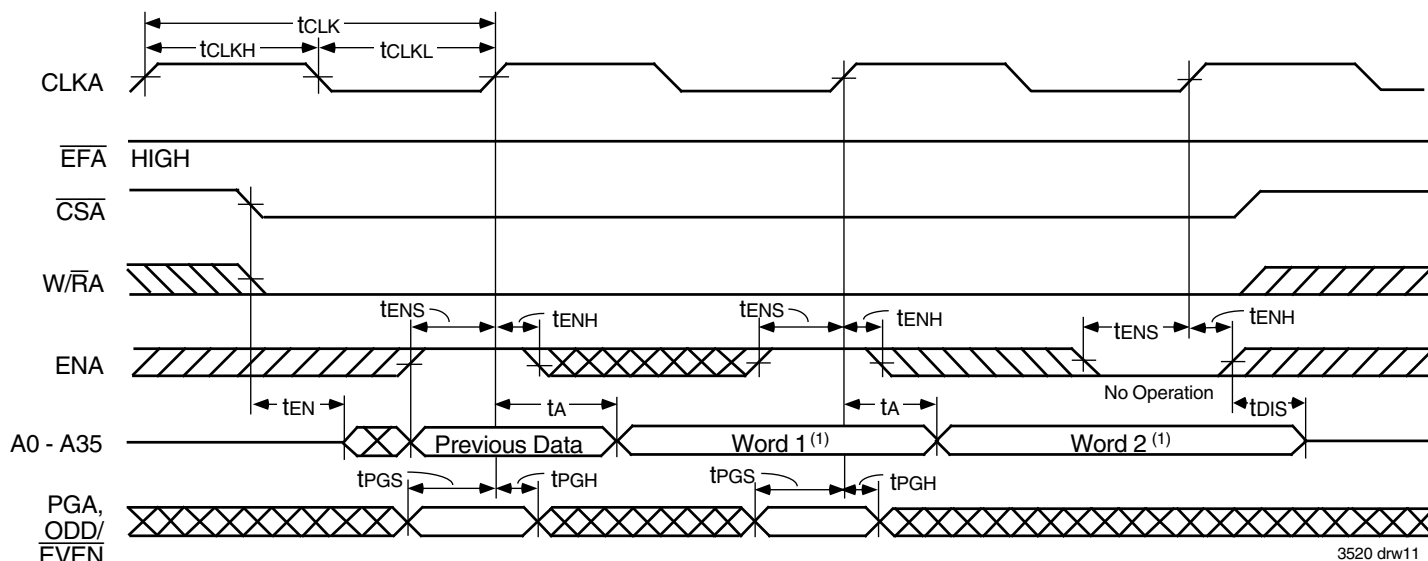 tCLK
tCLKH tCLKL
CLKA
EFA HIGH
CSA
W/RA
tENS tENH tENS tENH tENS tENH
ENA
No Operation
tEN tA tA tDIS
A0 - A35 Previous Data Word 1 (1) Word 2 (1)
tPGS tPGH tPGS tPGH
PGA,
ODD/
EVEN
3520 drw11